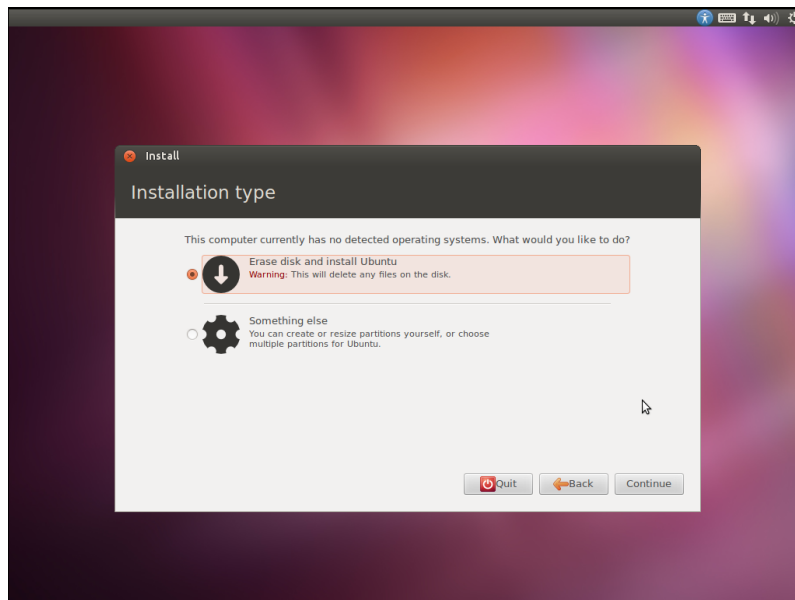 Install
Installation type
This computer currently has no detected operating systems. What would you like to do?
Erase disk and install Ubuntu
Warning: This will delete any files on the disk.
Something else
You can create or resize partitions yourself, or choose
multiple partitions for Ubuntu.
Quit
Back
Continue